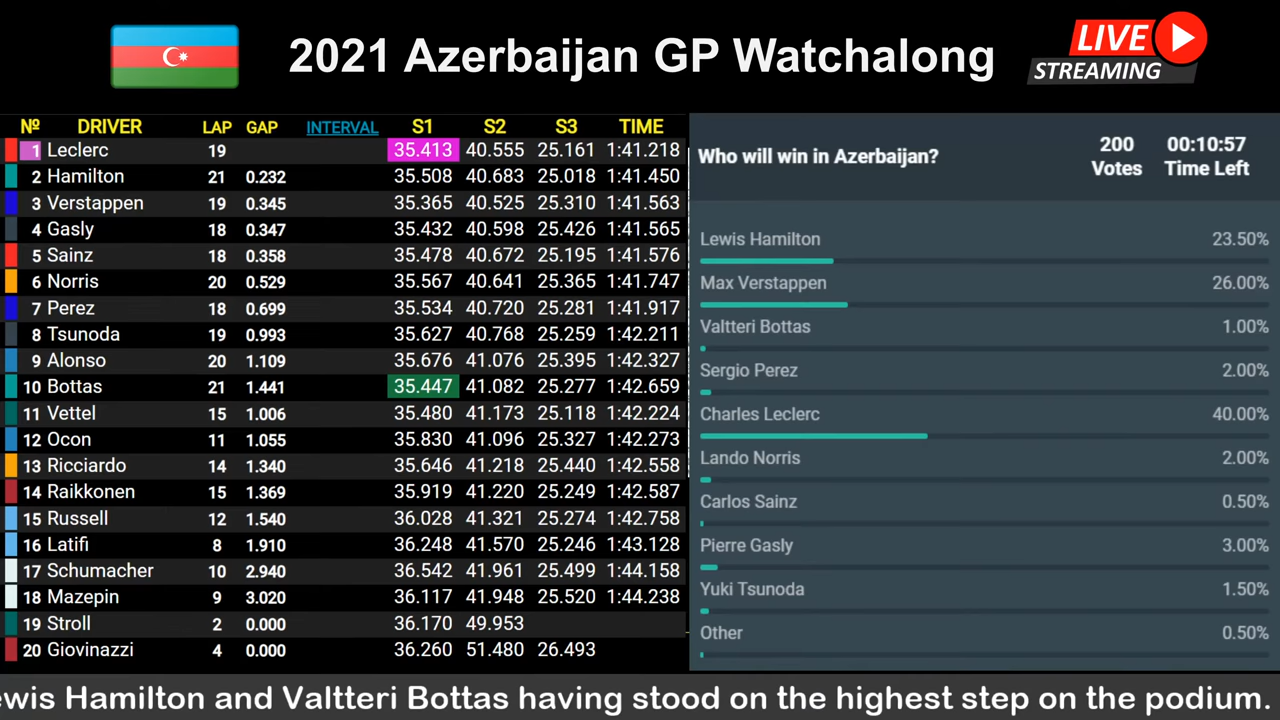 2021 Azerbaijan GP Watchalong
LIVE
STREAMING
Nº DRIVER LAP GAP INTERVAL S1 S2 S3 TIME
1 Leclerc 19 35.413 40.555 25.161 1:41.218
2 Hamilton 21 0.232 35.508 40.683 25.018 1:41.450
3 Verstappen 19 0.345 35.365 40.525 25.310 1:41.563
4 Gasly 18 0.347 35.432 40.598 25.426 1:41.565
5 Sainz 18 0.358 35.478 40.672 25.195 1:41.576
6 Norris 20 0.529 35.567 40.641 25.365 1:41.747
7 Perez 18 0.699 35.534 40.720 25.281 1:41.917
8 Tsunoda 19 0.993 35.627 40.768 25.259 1:42.211
9 Alonso 20 1.109 35.676 41.076 25.395 1:42.327
10 Bottas 21 1.441 35.447 41.082 25.277 1:42.659
11 Vettel 15 1.006 35.480 41.173 25.118 1:42.224
12 Ocon 11 1.055 35.830 41.096 25.327 1:42.273
13 Ricciardo 14 1.340 35.646 41.218 25.440 1:42.558
14 Raikkonen 15 1.369 35.919 41.220 25.249 1:42.587
15 Russell 12 1.540 36.028 41.321 25.274 1:42.758
16 Latifi 8 1.910 36.248 41.570 25.246 1:43.128
17 Schumacher 10 2.940 36.542 41.961 25.499 1:44.158
18 Mazepin 9 3.020 36.117 41.948 25.520 1:44.238
19 Stroll 2 0.000 36.170 49.953
20 Giovinazzi 4 0.000 36.260 51.480 26.493
Who will win in Azerbaijan?
200 Votes
00:10:57 Time Left
Lewis Hamilton 23.50%
Max Verstappen 26.00%
Valtteri Bottas 1.00%
Sergio Perez 2.00%
Charles Leclerc 40.00%
Lando Norris 2.00%
Carlos Sainz 0.50%
Pierre Gasly 3.00%
Yuki Tsunoda 1.50%
Other 0.50%
ewis Hamilton and Valtteri Bottas having stood on the highest step on the podium.